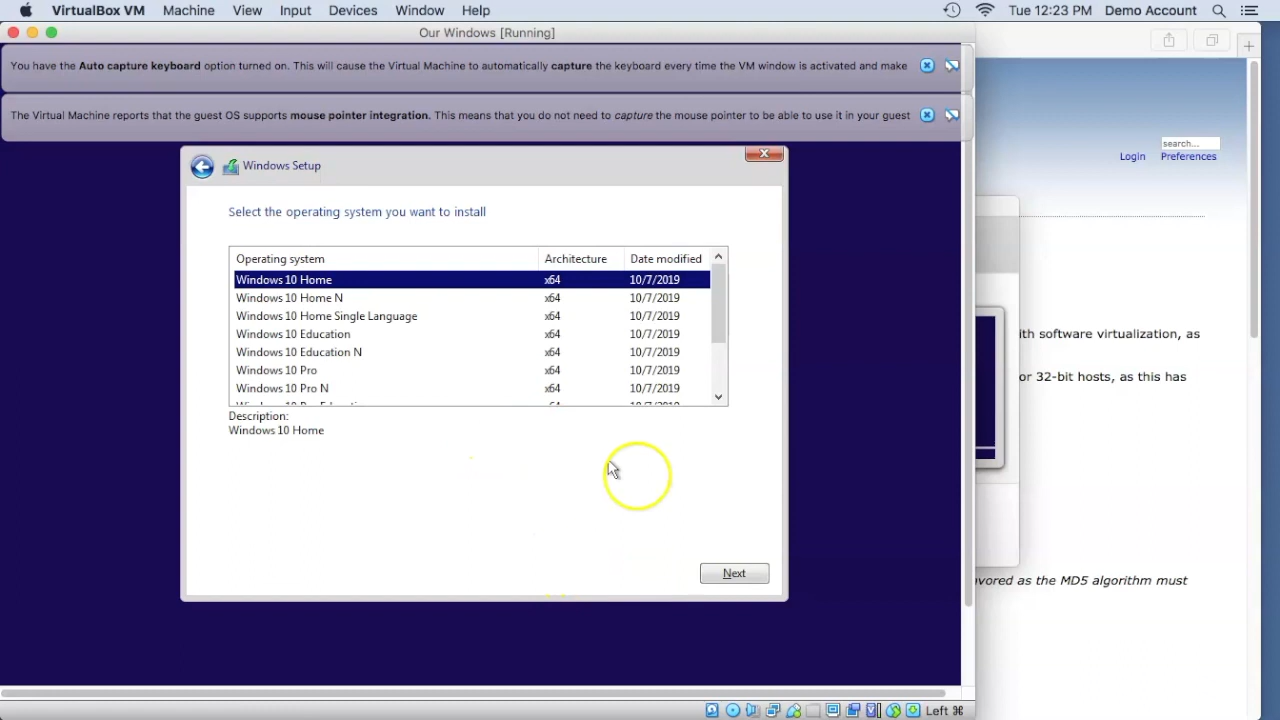 VirtualBox VM Machine View Input Devices Window Help Tue 12:23 PM Demo Account
Our Windows [Running]
You have the Auto capture keyboard option turned on. This will cause the Virtual Machine to automatically capture the keyboard every time the VM window is activated and make
The Virtual Machine reports that the guest OS supports mouse pointer integration. This means that you do not need to capture the mouse pointer to be able to use it in your guest
search...
Login Preferences
Windows Setup
Select the operating system you want to install
Operating system Architecture Date modified
Windows 10 Home x64 10/7/2019
Windows 10 Home N x64 10/7/2019
Windows 10 Home Single Language x64 10/7/2019
Windows 10 Education x64 10/7/2019
Windows 10 Education N x64 10/7/2019
Windows 10 Pro x64 10/7/2019
Windows 10 Pro N x64 10/7/2019
Description:
Windows 10 Home
Next
ith software virtualization, as
or 32-bit hosts, as this has
vored as the MD5 algorithm must
Left ⌘